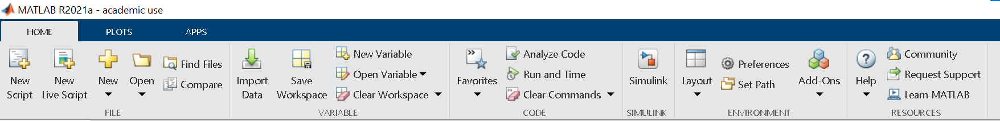 MATLAB R2021a - academic use
HOME
PLOTS
APPS
New
Script
New
Live Script
New
Open
Find Files
Compare
FILE
Import
Data
Save
Workspace
New Variable
Open Variable
Clear Workspace
VARIABLE
Favorites
Analyze Code
Run and Time
Clear Commands
CODE
Simulink
SIMULINK
Layout
Preferences
Set Path
Add-Ons
ENVIRONMENT
Help
Community
Request Support
Learn MATLAB
RESOURCES